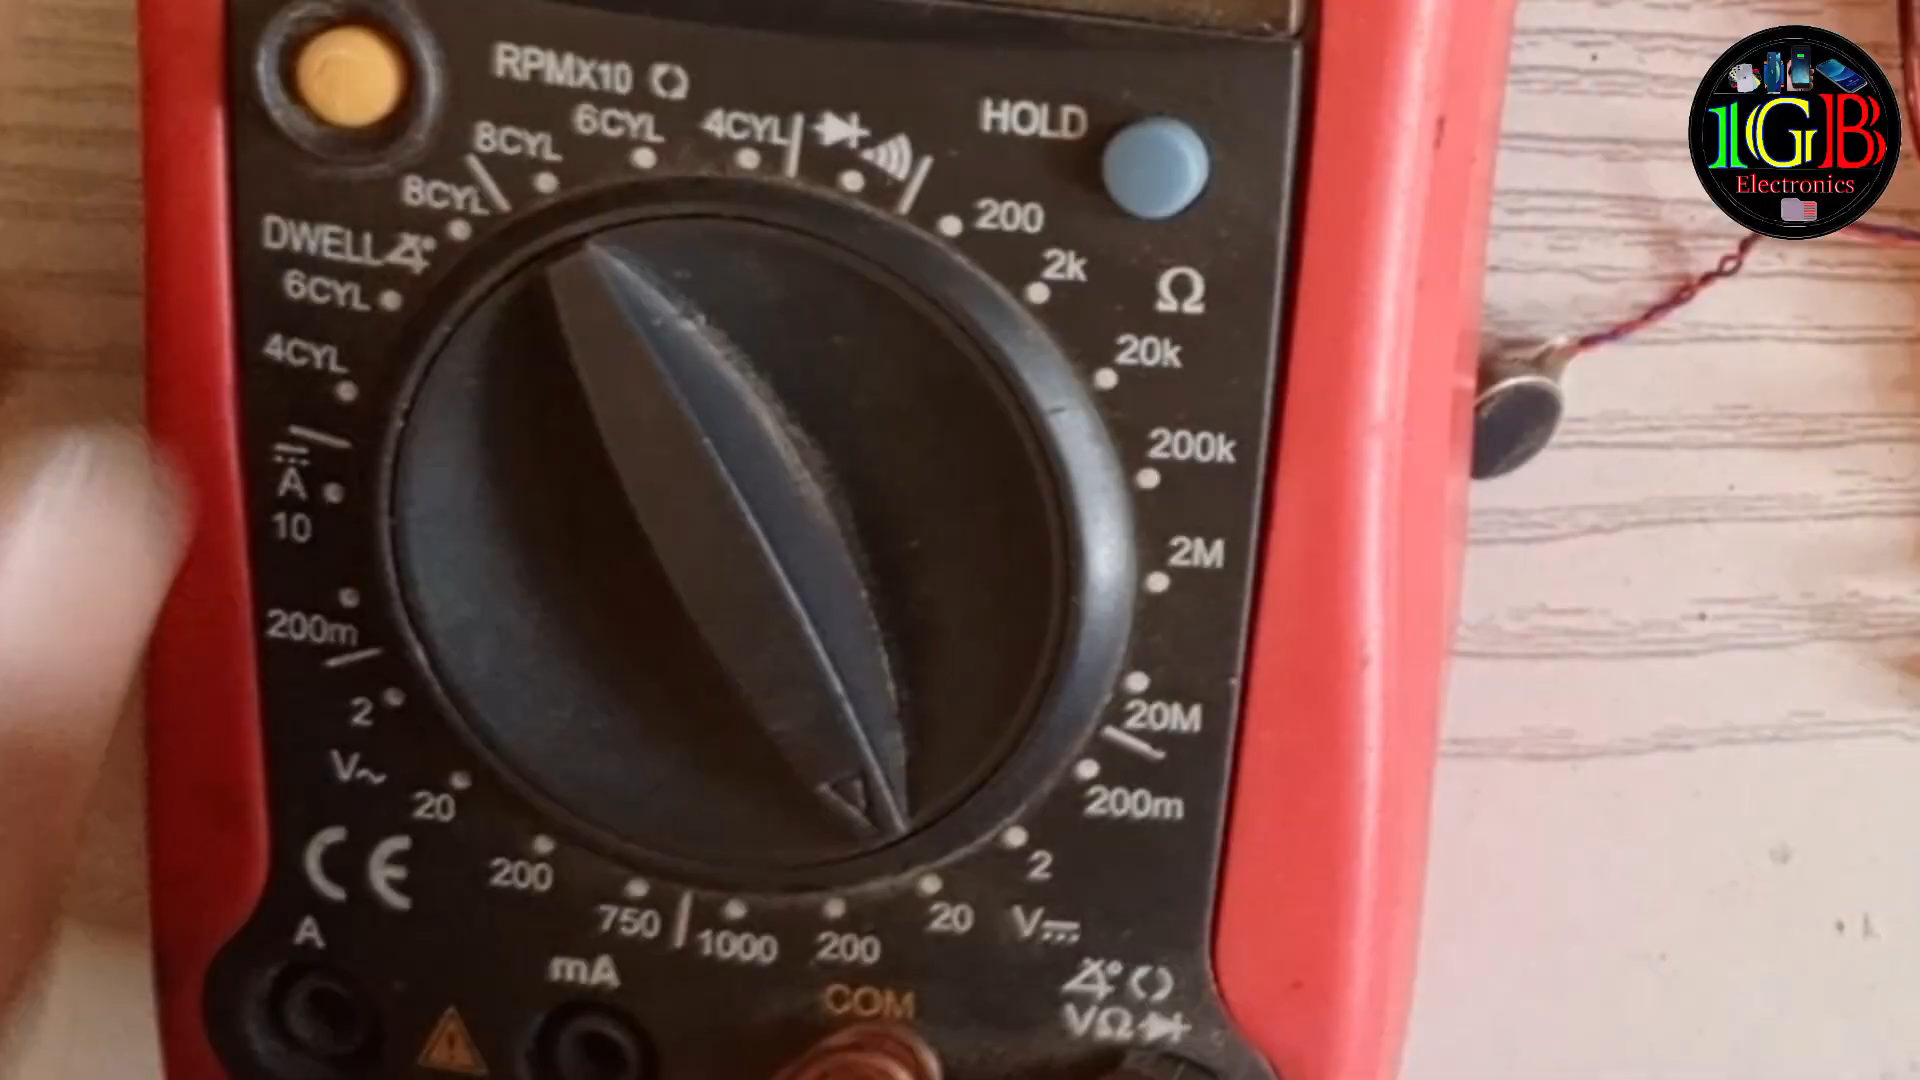 RPMX10
HOLD
8CYL
6CYL
4CYL
8CYL
DWELL
6CYL
4CYL
A
10
200m
2
V~
20
200
750
1000
200
20
V
2
200m
20M
2M
200k
20k
2k
200
Ω
CE
A
mA
COM
VΩ
1GB
Electronics